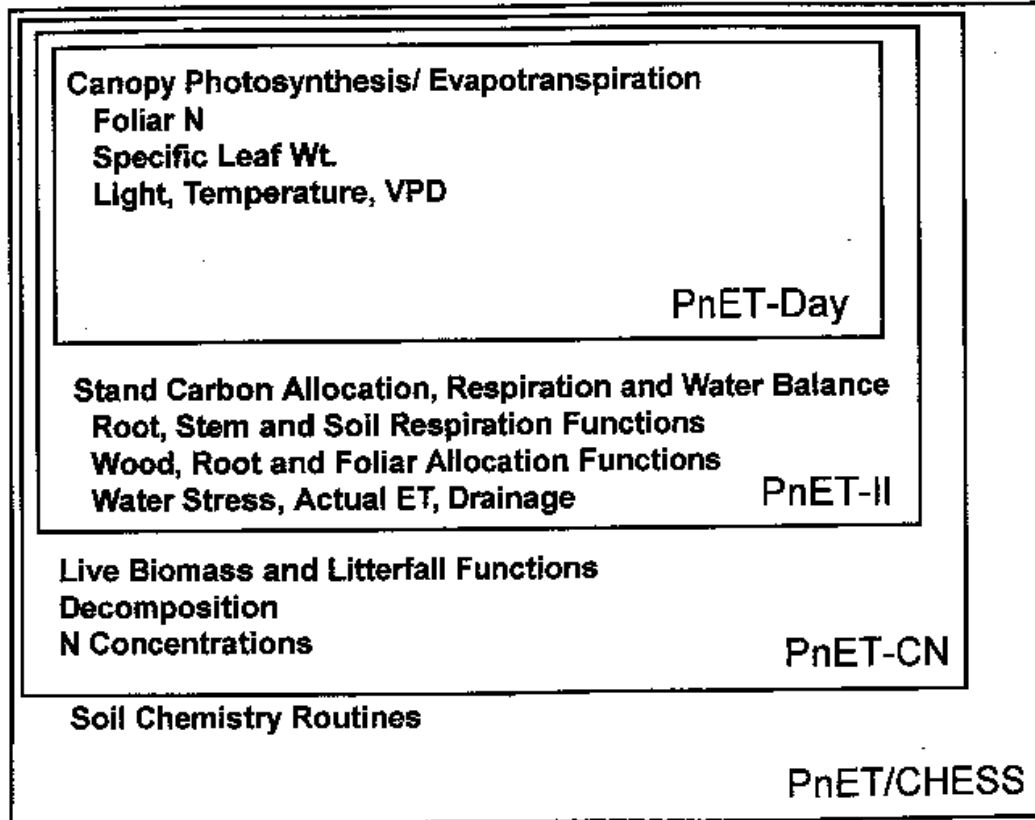 Canopy Photosynthesis/ Evapotranspiration
Foliar N
Specific Leaf Wt.
Light, Temperature, VPD
PnET-Day
Stand Carbon Allocation, Respiration and Water Balance
Root, Stem and Soil Respiration Functions
Wood, Root and Foliar Allocation Functions
Water Stress, Actual ET, Drainage
PnET-II
Live Biomass and Litterfall Functions
Decomposition
N Concentrations
PnET-CN
Soil Chemistry Routines
PnET/CHESS